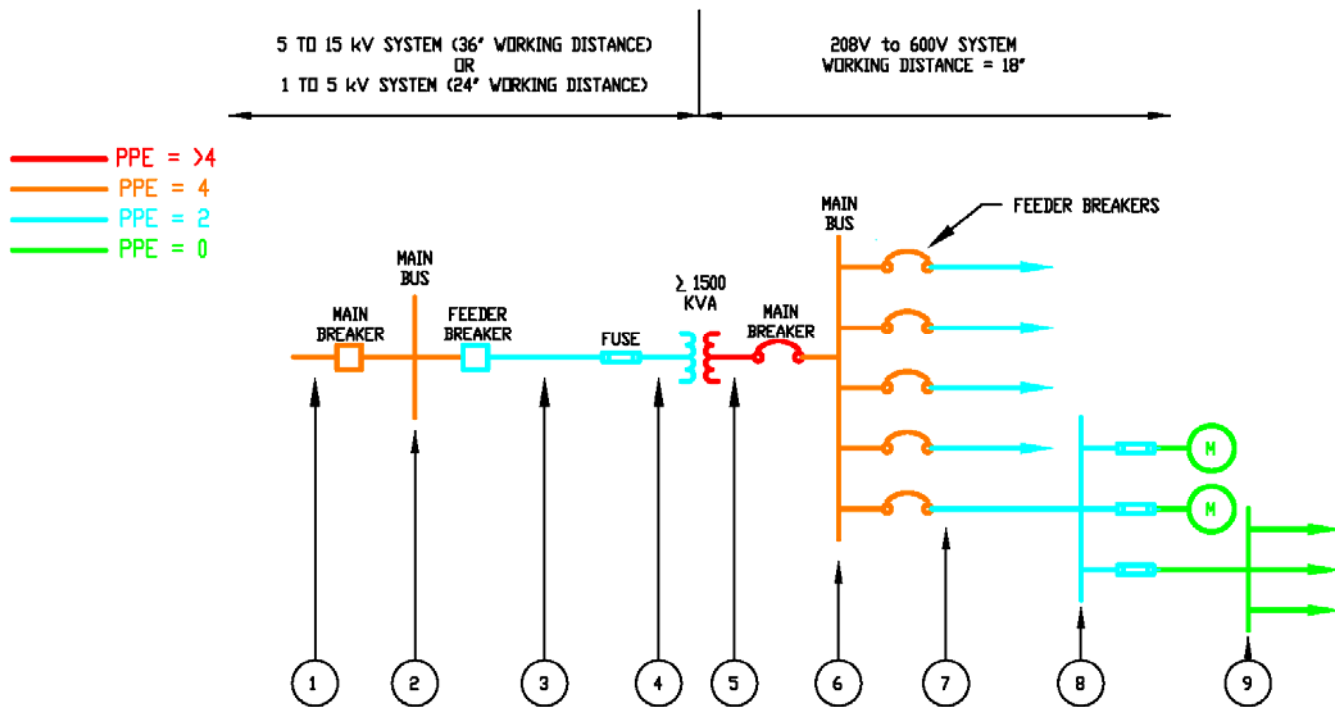 5 TO 15 kV SYSTEM (36" WORKING DISTANCE)
OR
1 TO 5 kV SYSTEM (24" WORKING DISTANCE)
208V to 600V SYSTEM
WORKING DISTANCE = 18"
PPE = >4
PPE = 4
PPE = 2
PPE = 0
MAIN
BUS
FEEDER BREAKERS
MAIN
BUS
≥ 1500
KVA
MAIN
BREAKER
FEEDER
BREAKER
FUSE
MAIN
BREAKER
M
M
1
2
3
4
5
6
7
8
9